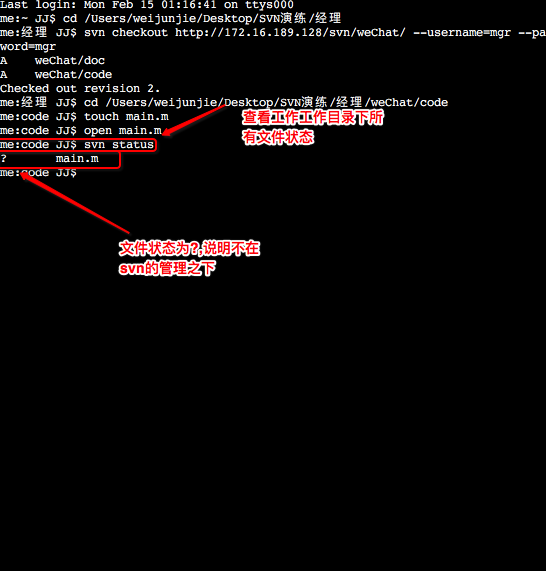 Last login: Mon Feb 15 01:16:41 on ttys000
me:~ JJ$ cd /Users/weijunjie/Desktop/SVN演练/经理
me:经理 JJ$ svn checkout http://172.16.189.128/svn/weChat/ --username=mgr --pa
word=mgr
A    weChat/doc
A    weChat/code
Checked out revision 2.
me:经理 JJ$ cd /Users/weijunjie/Desktop/SVN演练/经理/weChat/code
me:code JJ$ touch main.m
me:code JJ$ open main.m
me:code JJ$ svn status
?       main.m
me:code JJ$
查看工作工作目录下所
有文件状态
文件状态为?,说明不在
svn的管理之下